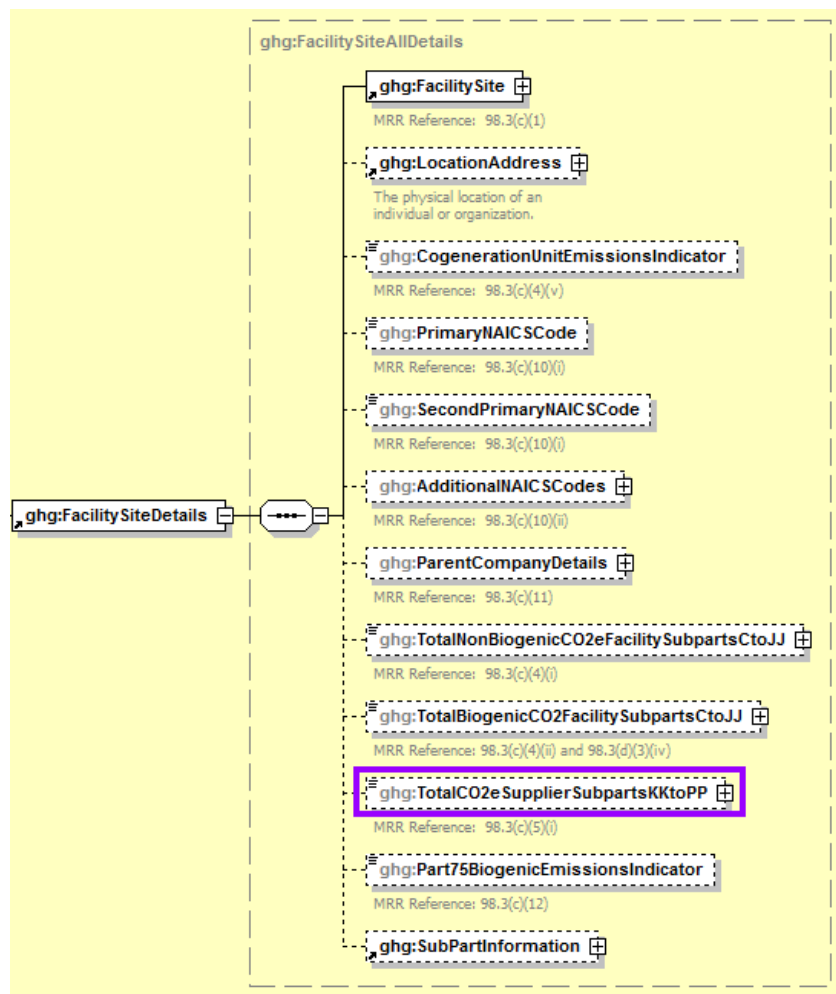 ghg:FacilitySiteAllDetails
ghg:FacilitySite
MRR Reference: 98.3(c)(1)
ghg:LocationAddress
The physical location of an
individual or organization.
ghg:CogenerationUnitEmissionsIndicator
MRR Reference: 98.3(c)(4)(v)
ghg:PrimaryNAICSCode
MRR Reference: 98.3(c)(10)(i)
ghg:SecondPrimaryNAICSCode
MRR Reference: 98.3(c)(10)(i)
ghg:AdditionalNAICSCodes
MRR Reference: 98.3(c)(10)(ii)
ghg:FacilitySiteDetails
ghg:ParentCompanyDetails
MRR Reference: 98.3(c)(11)
ghg:TotalNonBiogenicCO2eFacilitySubpartsCtoJJ
MRR Reference: 98.3(c)(4)(i)
ghg:TotalBiogenicCO2FacilitySubpartsCtoJJ
MRR Reference: 98.3(c)(4)(ii) and 98.3(d)(3)(iv)
ghg:TotalCO2eSupplierSubpartsKKtoPP
MRR Reference: 98.3(c)(5)(i)
ghg:Part75BiogenicEmissionsIndicator
MRR Reference: 98.3(c)(12)
ghg:SubPartInformation